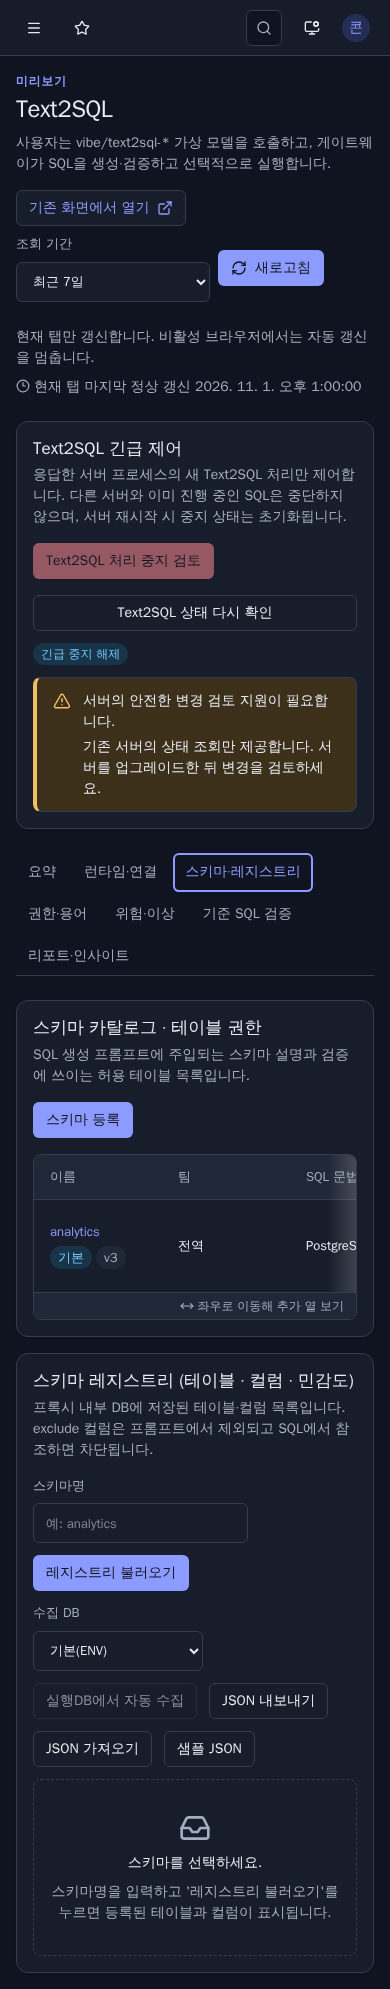 콘
미리보기
Text2SQL
사용자는 vibe/text2sql-* 가상 모델을 호출하고, 게이트웨
이가 SQL을 생성·검증하고 선택적으로 실행합니다.
기존 화면에서 열기
조회 기간
최근 7일
새로고침
현재 탭만 갱신합니다. 비활성 브라우저에서는 자동 갱신
을 멈춥니다.
현재 탭 마지막 정상 갱신 2026. 11. 1. 오후 1:00:00
Text2SQL 긴급 제어
응답한 서버 프로세스의 새 Text2SQL 처리만 제어합
니다. 다른 서버와 이미 진행 중인 SQL은 중단하지
않으며, 서버 재시작 시 중지 상태는 초기화됩니다.
Text2SQL 처리 중지 검토
Text2SQL 상태 다시 확인
긴급 중지 해제
서버의 안전한 변경 검토 지원이 필요합
니다.
기존 서버의 상태 조회만 제공합니다. 서
버를 업그레이드한 뒤 변경을 검토하세
요.
요약 런타임·연결 스키마·레지스트리
권한·용어 위험·이상 기준 SQL 검증
리포트·인사이트
스키마 카탈로그 · 테이블 권한
SQL 생성 프롬프트에 주입되는 스키마 설명과 검증
에 쓰이는 허용 테이블 목록입니다.
스키마 등록
이름 팀 SQL 문법
analytics
기본 v3
전역
PostgreS
좌우로 이동해 추가 열 보기
스키마 레지스트리 (테이블 · 컬럼 · 민감도)
프록시 내부 DB에 저장된 테이블·컬럼 목록입니다.
exclude 컬럼은 프롬프트에서 제외되고 SQL에서 참
조하면 차단됩니다.
스키마명
예: analytics
레지스트리 불러오기
수집 DB
기본(ENV)
실행DB에서 자동 수집 JSON 내보내기
JSON 가져오기 샘플 JSON
스키마를 선택하세요.
스키마명을 입력하고 '레지스트리 불러오기'를
누르면 등록된 테이블과 컬럼이 표시됩니다.